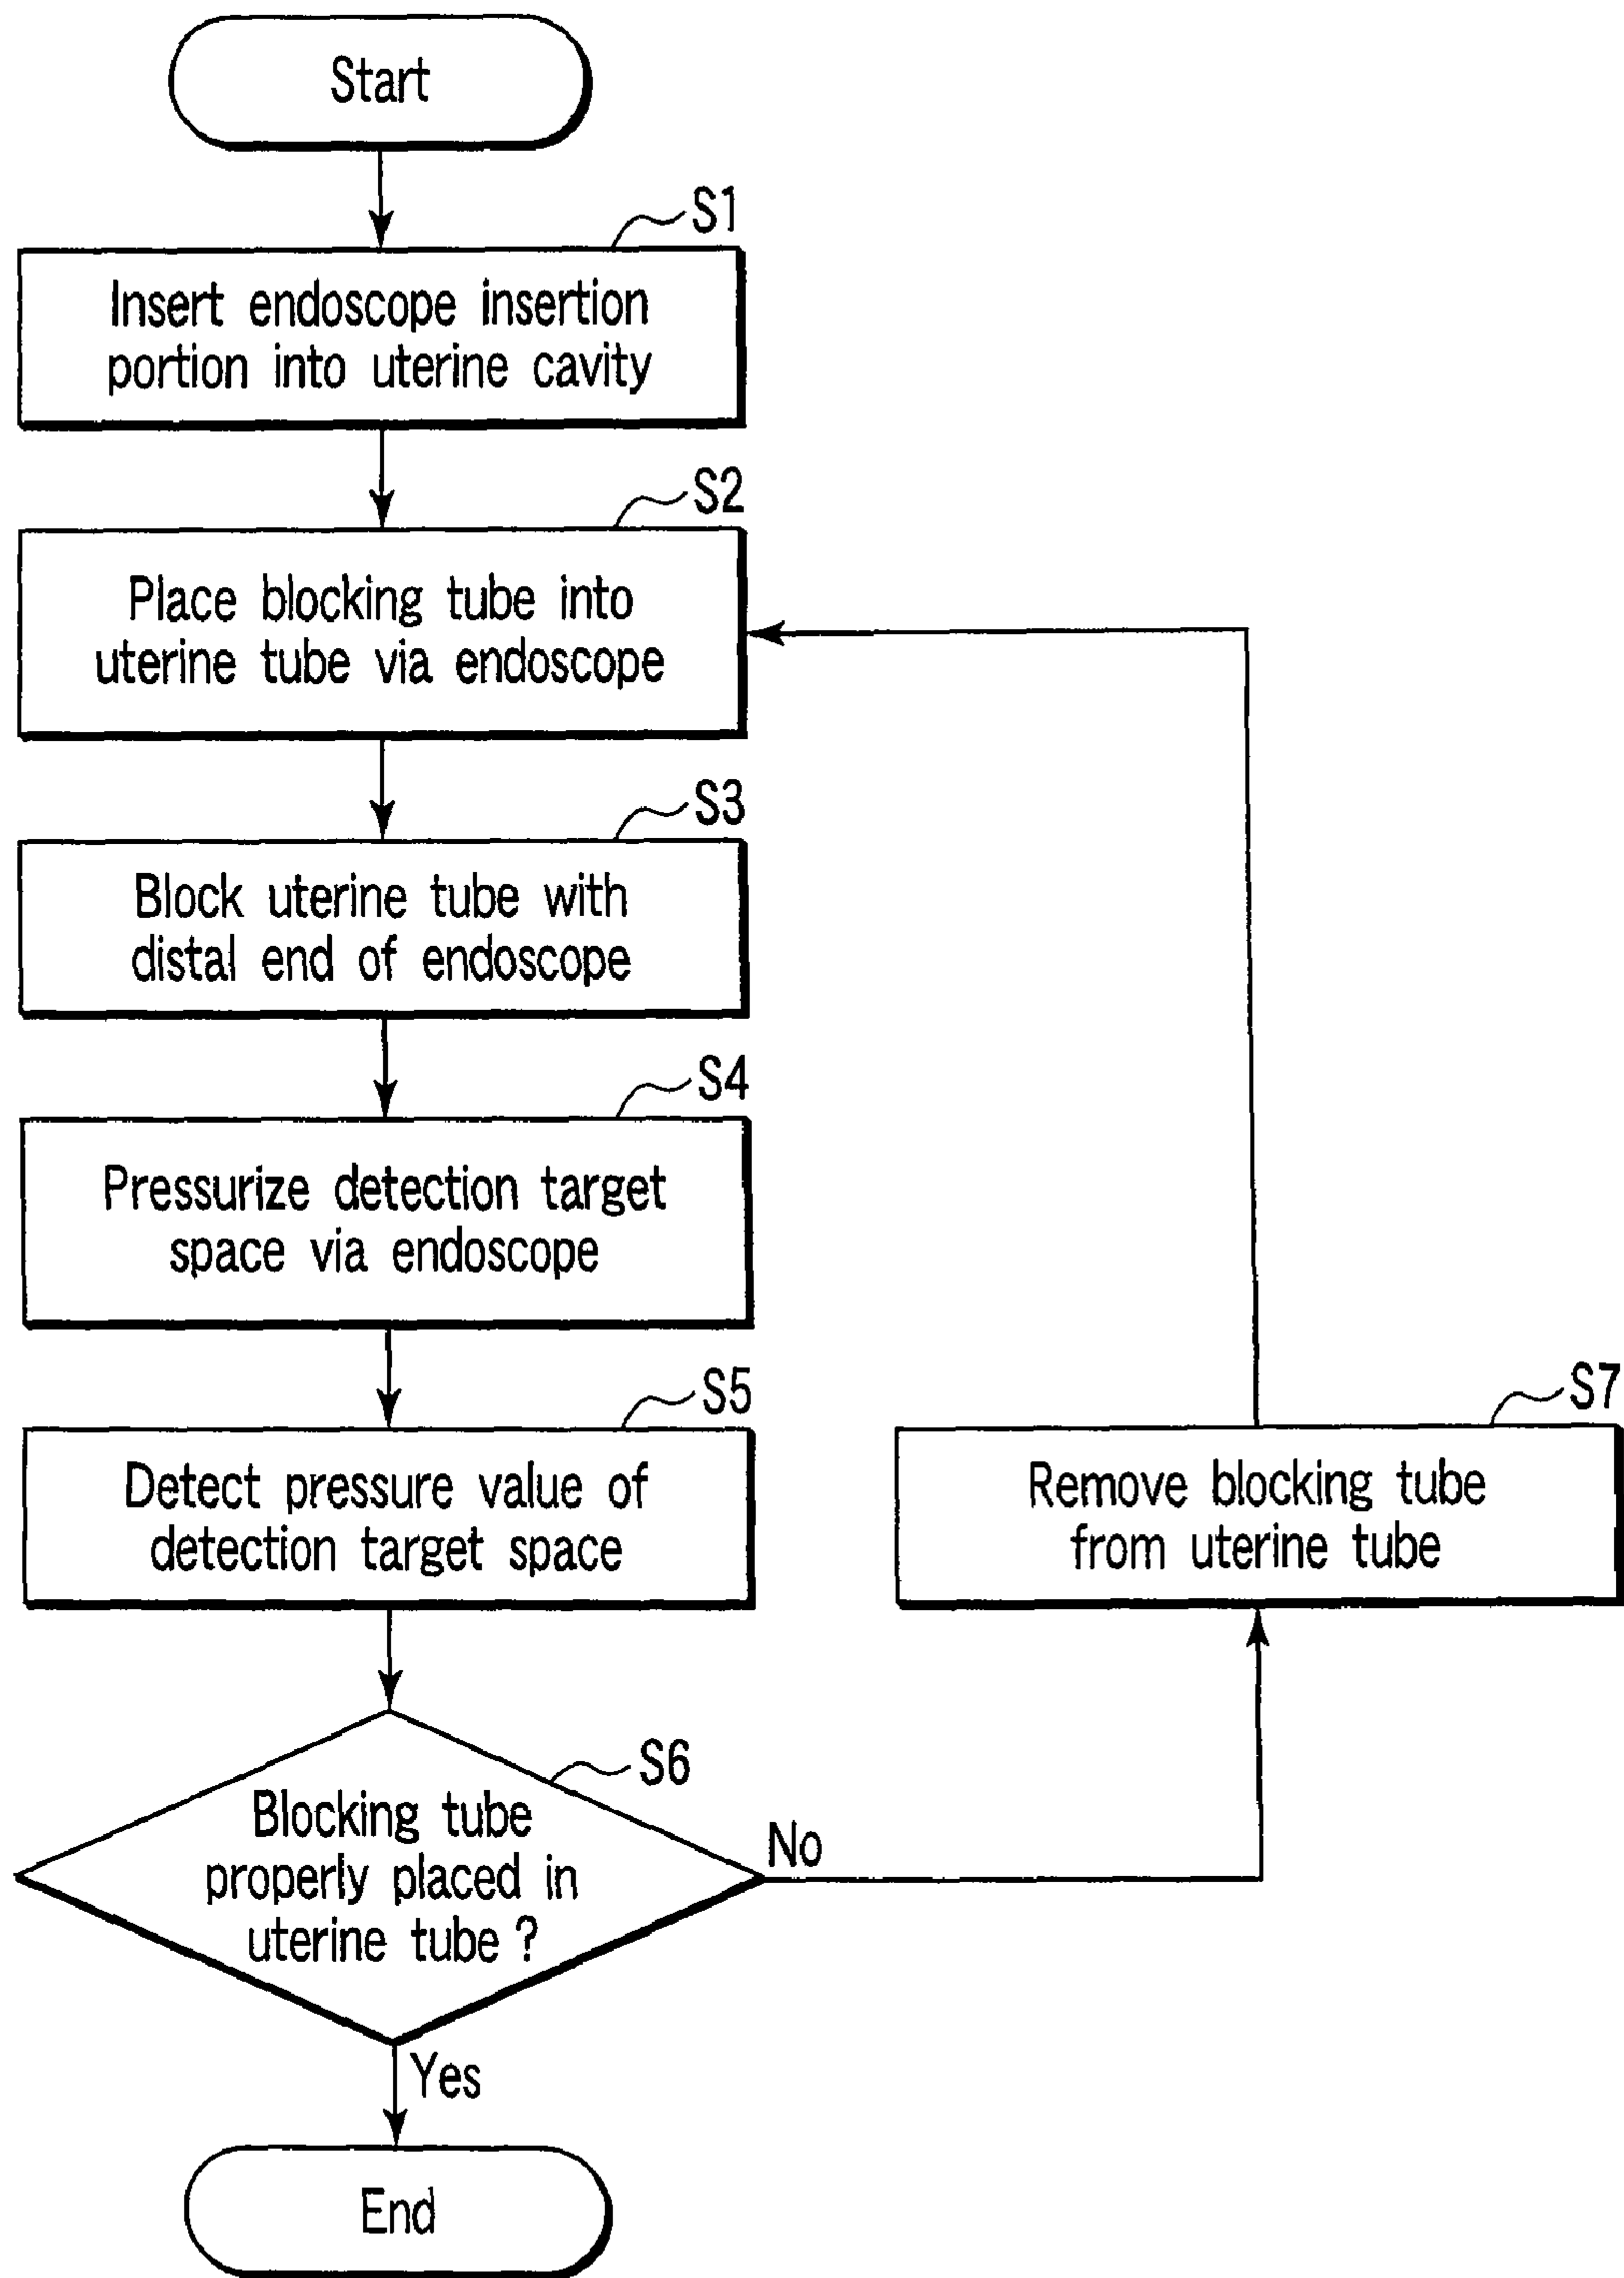 Start
S1
Insert endoscope insertion
portion into uterine cavity
S2
Place blocking tube into
uterine tube via endoscope
S3
Block uterine tube with
distal end of endoscope
S4
Pressurize detection target
space via endoscope
S5
Detect pressure value of
detection target space
S7
Remove blocking tube
from uterine tube
S6
Blocking tube
properly placed in
uterine tube ?
No
Yes
End